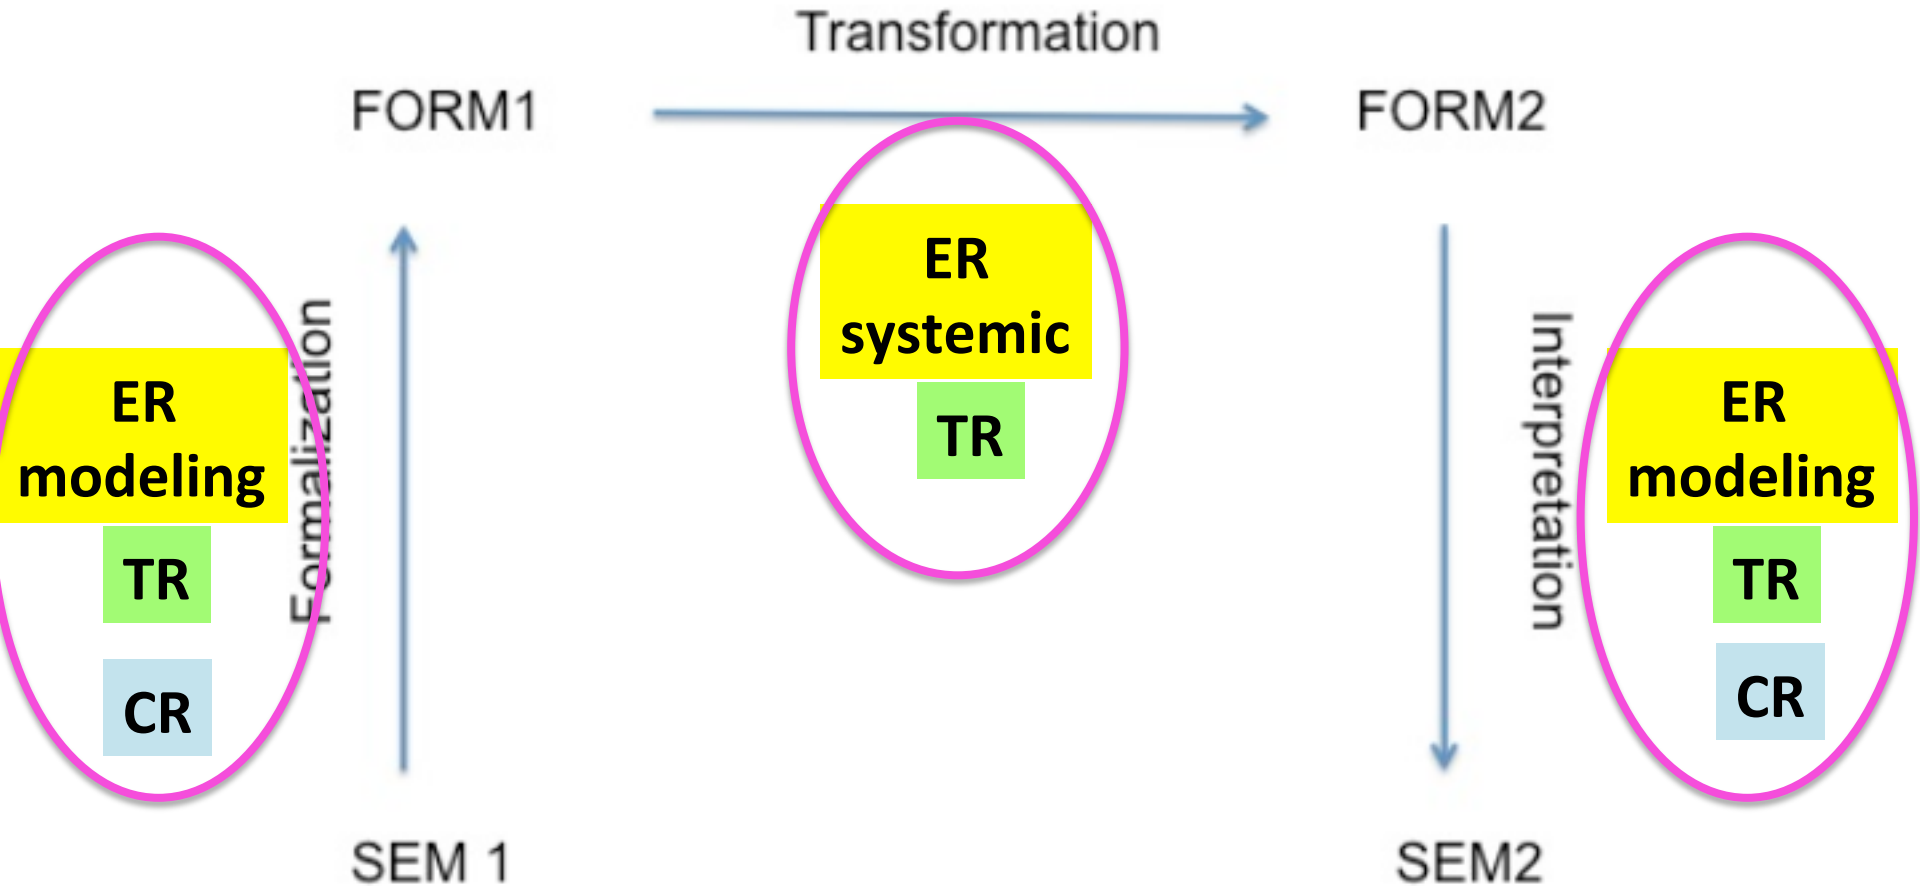 Transformation
FORM1
FORM2
ER
systemic
TR
Formalization
ER
modeling
TR
CR
Interpretation
ER
modeling
TR
CR
SEM 1
SEM2